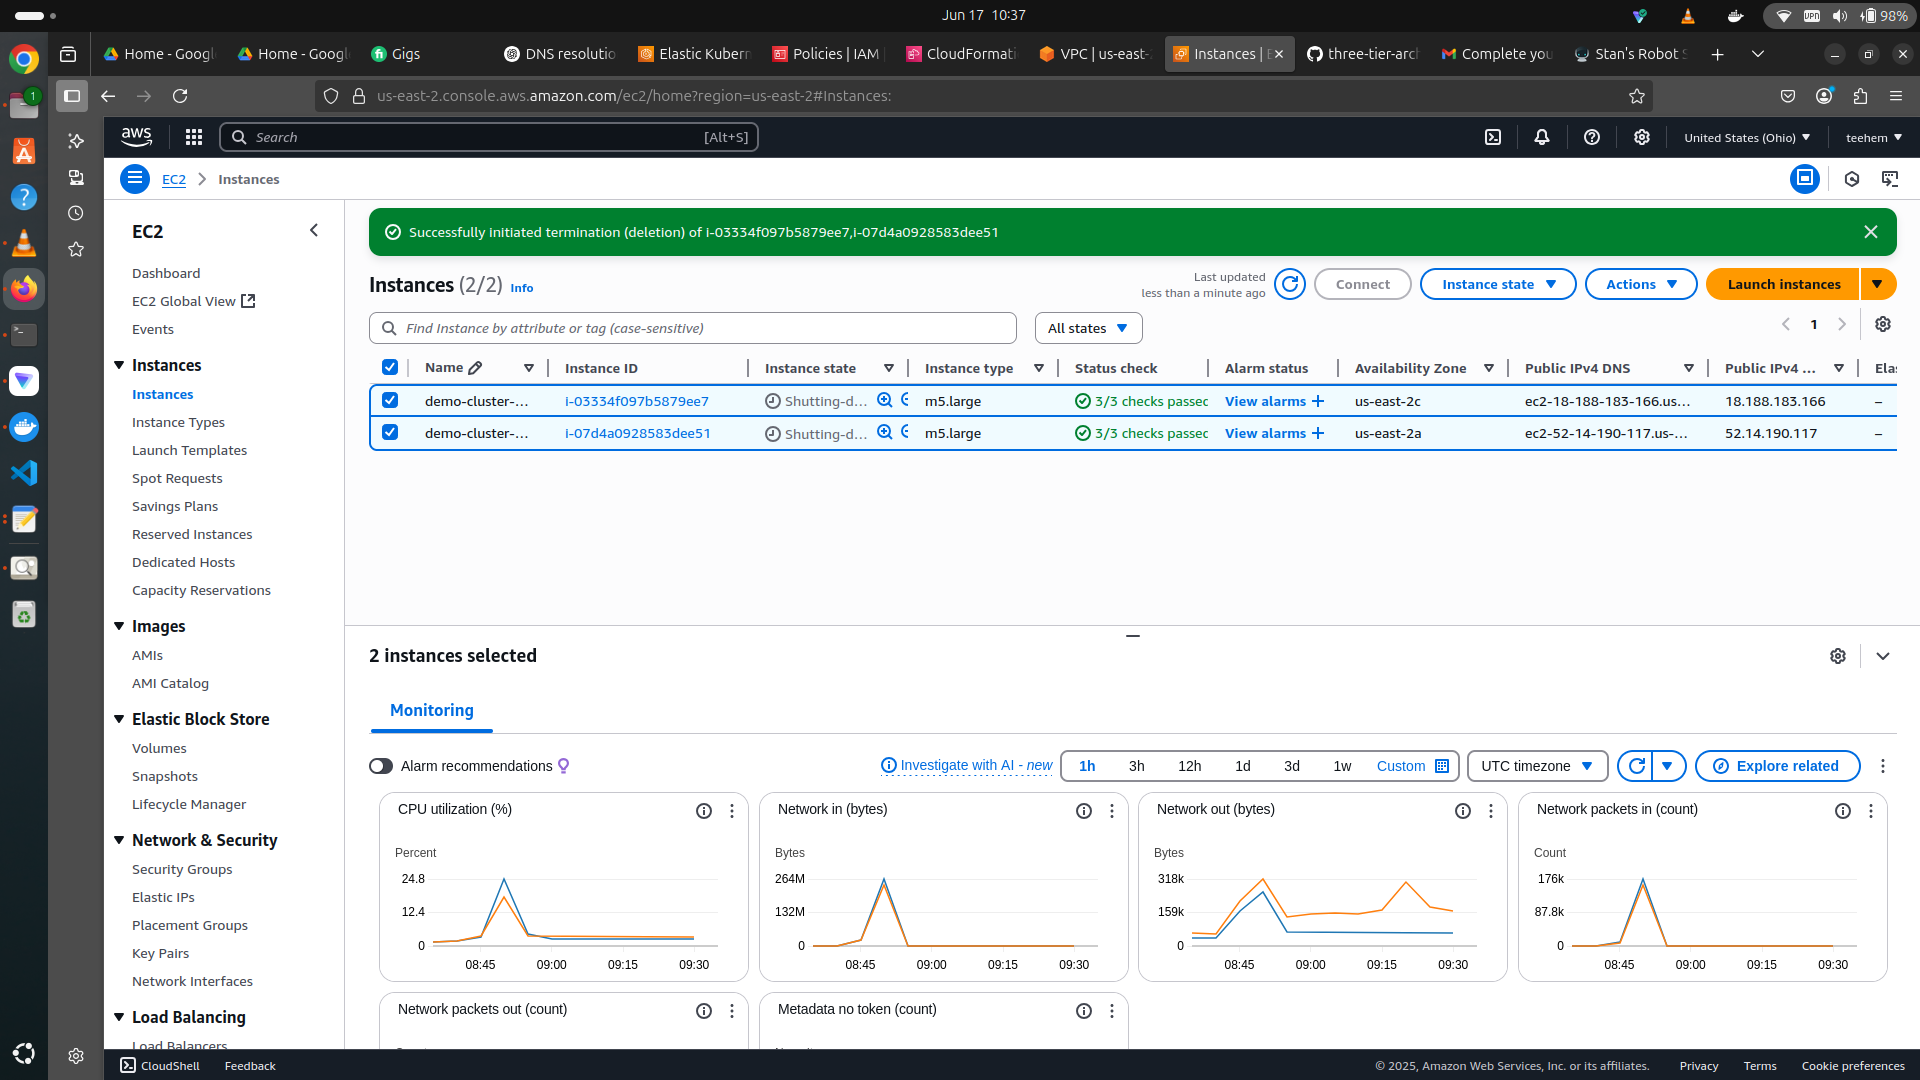 Jun 17 10:37
98%
Home - Googl
Home - Googl
Gigs
DNS resolutio
Elastic Kubern
Policies | IAM
CloudFormati
VPC | us-east-
Instances | E
three-tier-arch
Complete you
Stan's Robot S
us-east-2.console.aws.amazon.com/ec2/home?region=us-east-2#Instances:
aws
Search
[Alt+S]
United States (Ohio)
teehem
EC2
Instances
EC2
Dashboard
EC2 Global View
Events
Instances
Instances
Instance Types
Launch Templates
Spot Requests
Savings Plans
Reserved Instances
Dedicated Hosts
Capacity Reservations
Images
AMIs
AMI Catalog
Elastic Block Store
Volumes
Snapshots
Lifecycle Manager
Network & Security
Security Groups
Elastic IPs
Placement Groups
Key Pairs
Network Interfaces
Load Balancing
Load Balancers
Successfully initiated termination (deletion) of i-03334f097b5879ee7,i-07d4a0928583dee51
Instances (2/2) Info
Last updated
less than a minute ago
Connect
Instance state
Actions
Launch instances
Find Instance by attribute or tag (case-sensitive)
All states
1
Name Instance ID Instance state Instance type Status check Alarm status Availability Zone Public IPv4 DNS Public IPv4 ... Elas
demo-cluster-... i-03334f097b5879ee7 Shutting-d... m5.large 3/3 checks passec View alarms + us-east-2c ec2-18-188-183-166.us... 18.188.183.166 –
demo-cluster-... i-07d4a0928583dee51 Shutting-d... m5.large 3/3 checks passec View alarms + us-east-2a ec2-52-14-190-117.us-... 52.14.190.117 –
2 instances selected
Monitoring
Alarm recommendations
Investigate with AI - new
1h 3h 12h 1d 3d 1w Custom
UTC timezone
Explore related
CPU utilization (%)
Percent
24.8
12.4
0
08:45 09:00 09:15 09:30
Network in (bytes)
Bytes
264M
132M
0
08:45 09:00 09:15 09:30
Network out (bytes)
Bytes
318k
159k
0
08:45 09:00 09:15 09:30
Network packets in (count)
Count
176k
87.8k
0
08:45 09:00 09:15 09:30
Network packets out (count)
Metadata no token (count)
CloudShell
Feedback
© 2025, Amazon Web Services, Inc. or its affiliates.
Privacy
Terms
Cookie preferences